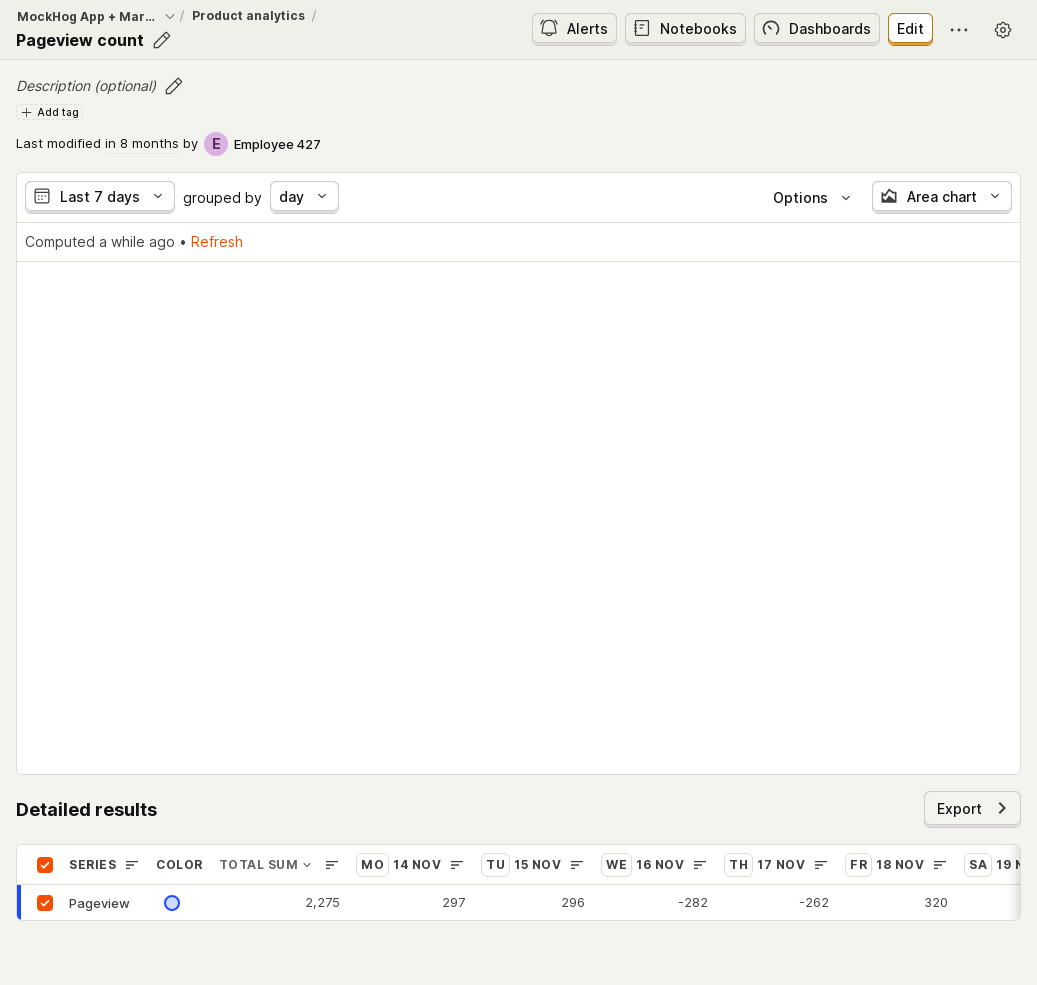 MockHog App + Mar... / Product analytics /
Pageview count
Alerts
Notebooks
Dashboards
Edit
Description (optional)
Add tag
Last modified in 8 months by E Employee 427
Last 7 days grouped by day
Options
Area chart
Computed a while ago • Refresh
Detailed results
Export
SERIES COLOR TOTAL SUM MO 14 NOV TU 15 NOV WE 16 NOV TH 17 NOV FR 18 NOV SA 19
Pageview 2,275 297 296 -282 -262 320